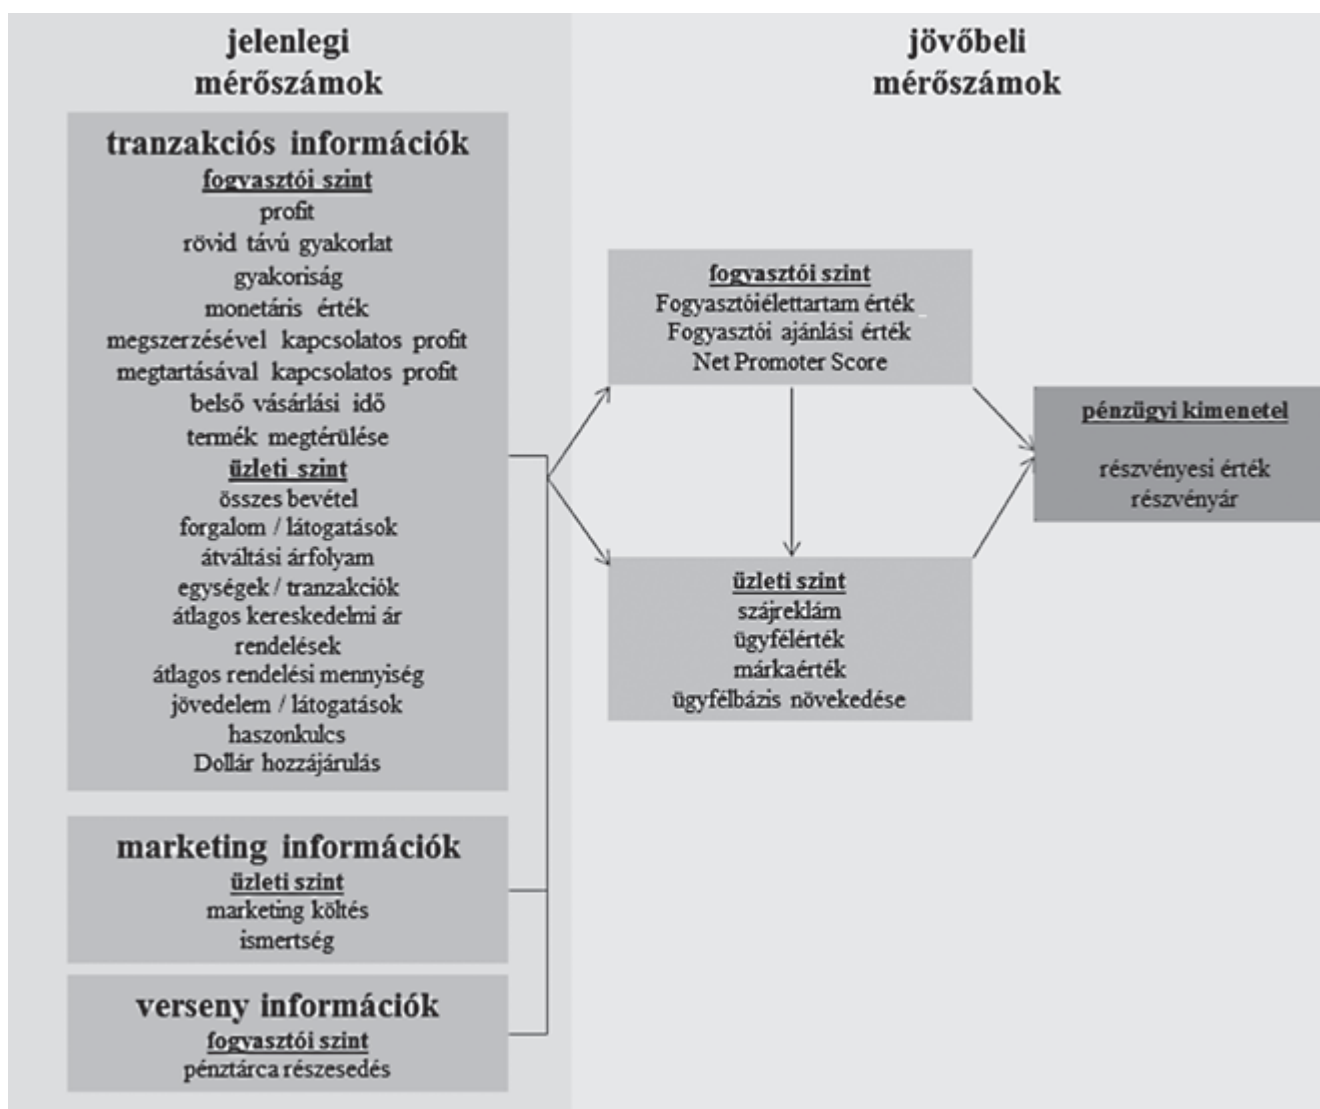 jelenlegi
mérőszámok
tranzakciós információk
fogyasztói szint
profit
rövid távú gyakorlat
gyakoriság
monetáris érték
megszerzésével kapcsolatos profit
megtartásával kapcsolatos profit
belső vásárlási idő
termék megtérülése
üzleti szint
összes bevétel
forgalom / látogatások
átváltási árfolyam
egységek / tranzakciók
átlagos kereskedelmi ár
rendelések
átlagos rendelési mennyiség
jövedelem / látogatások
haszonkulcs
Dollár hozzájárulás
marketing információk
üzleti szint
marketing költés
ismertség
verseny információk
fogyasztói szint
pénztárca részesedés
jövőbeli
mérőszámok
fogyasztói szint
Fogyasztóiélettartam érték
Fogyasztói ajánlási érték
Net Promoter Score
üzleti szint
szájreklám
ügyfélérték
márkaérték
ügyfélbázis növekedése
pénzügyi kimenetel
részvényesi érték
részvényár